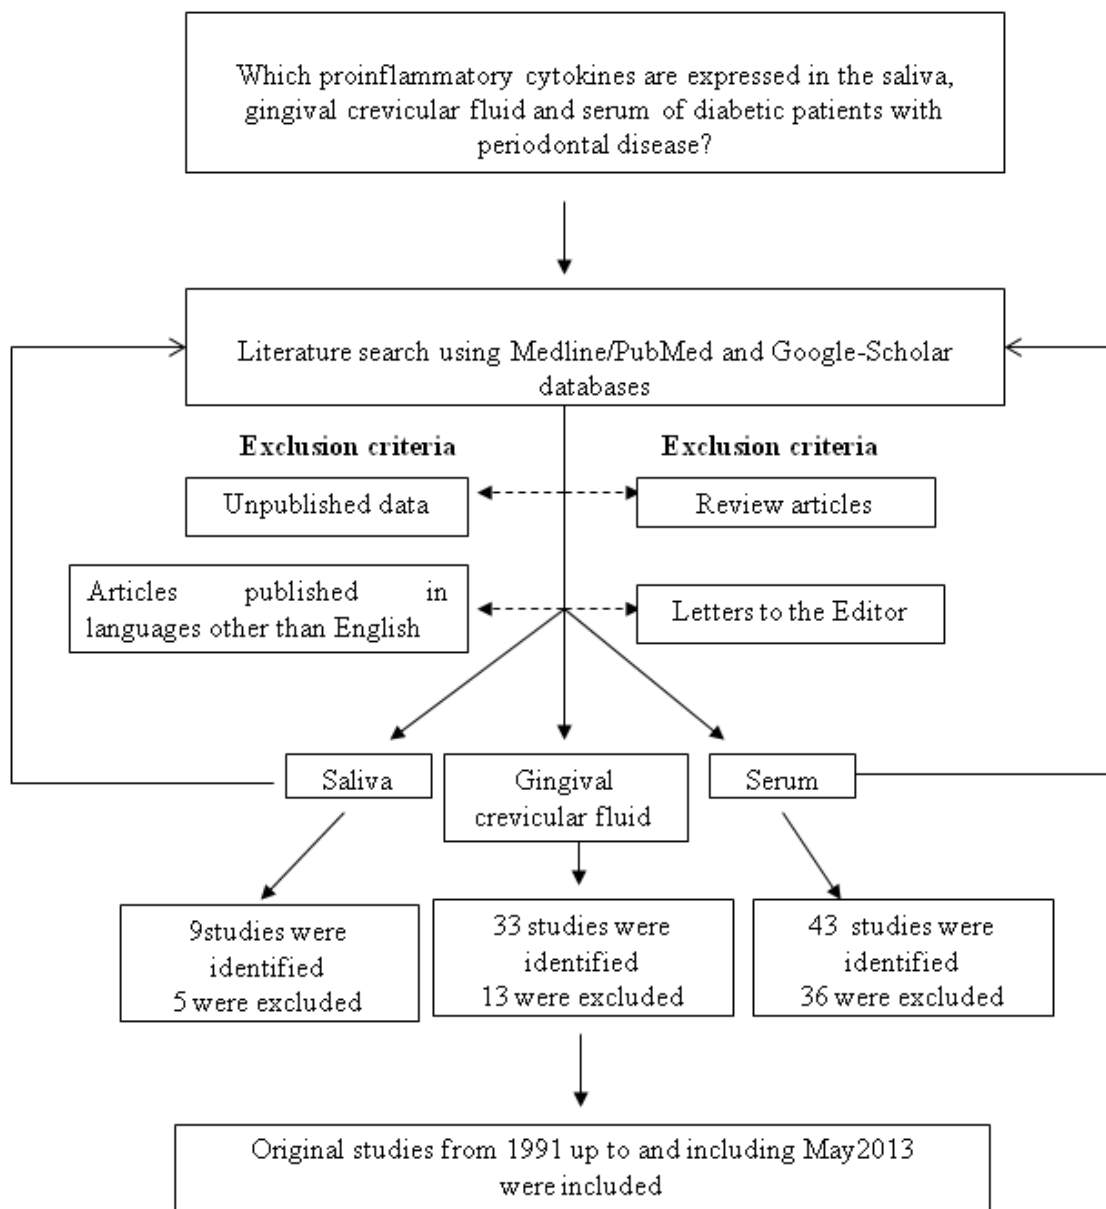 Which proinflammatory cytokines are expressed in the saliva,
gingival crevicular fluid and serum of diabetic patients with
periodontal disease?
Literature search using Medline/PubMed and Google-Scholar
databases
Exclusion criteria
Exclusion criteria
Unpublished data
Review articles
Articles published in
languages other than English
Letters to the Editor
Saliva
Gingival
crevicular fluid
Serum
9studies were
identified
5 were excluded
33 studies were
identified
13 were excluded
43 studies were
identified
36 were excluded
Original studies from 1991 up to and including May2013
were included